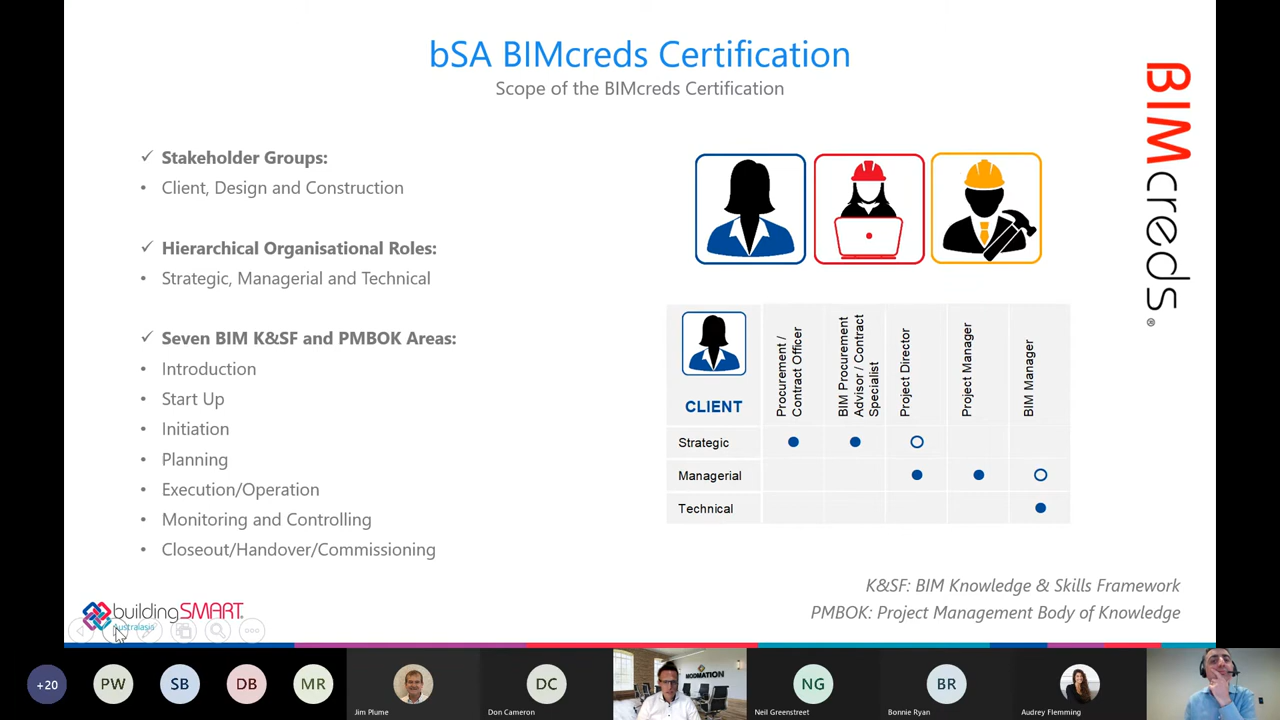 bSA BIMcreds Certification
Scope of the BIMcreds Certification
BIMcreds®
✓ Stakeholder Groups:
• Client, Design and Construction
✓ Hierarchical Organisational Roles:
• Strategic, Managerial and Technical
✓ Seven BIM K&SF and PMBOK Areas:
• Introduction
• Start Up
• Initiation
• Planning
• Execution/Operation
• Monitoring and Controlling
• Closeout/Handover/Commissioning
CLIENT
Procurement /
Contract Officer
BIM Procurement
Advisor / Contract
Specialist
Project Director
Project Manager
BIM Manager
Strategic
Managerial
Technical
K&SF: BIM Knowledge & Skills Framework
PMBOK: Project Management Body of Knowledge
buildingSMART
Australasia
+20
PW
SB
DB
MR
Jim Plume
DC
Don Cameron
MODMATION
NG
Neil Greenstreet
BR
Bonnie Ryan
Audrey Flemming